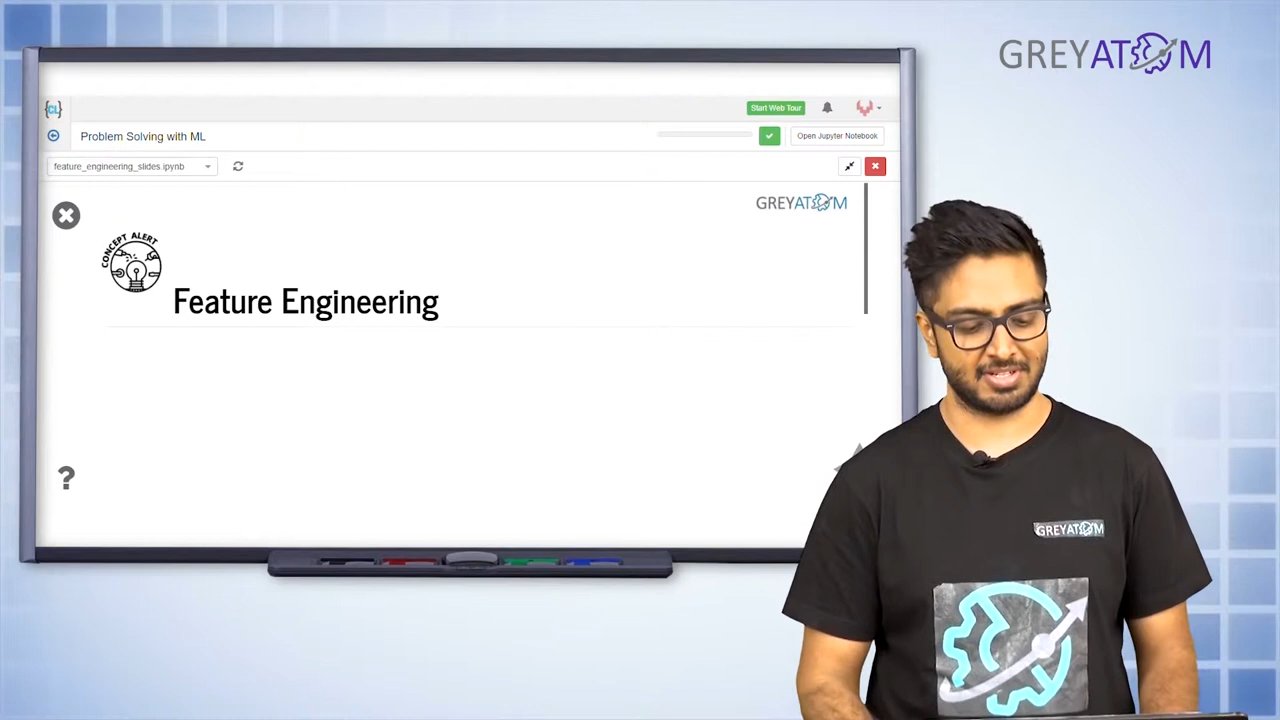 GREYATOM
{CL}
Start Web Tour
Problem Solving with ML
Open Jupyter Notebook
feature_engineering_slides.ipynb
GREYATOM
CONCEPT ALERT
Feature Engineering
?
GREYATOM